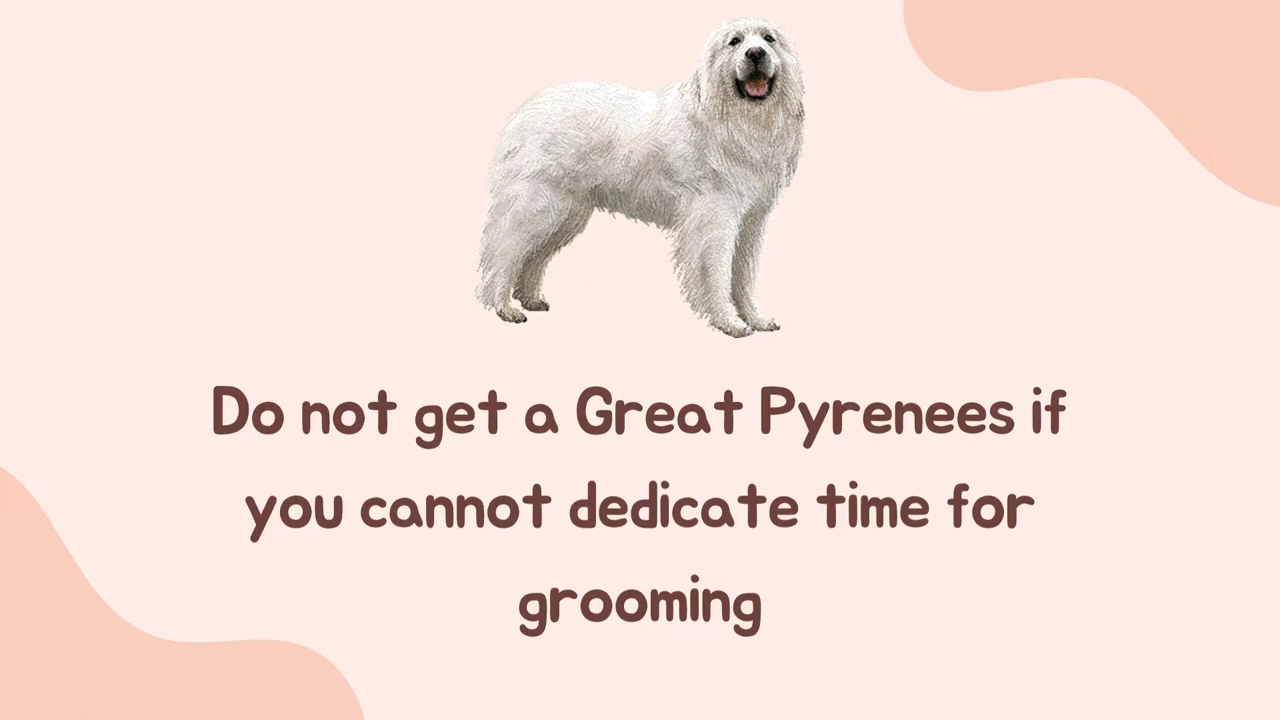 Do not get a Great Pyrenees if
you cannot dedicate time for
grooming